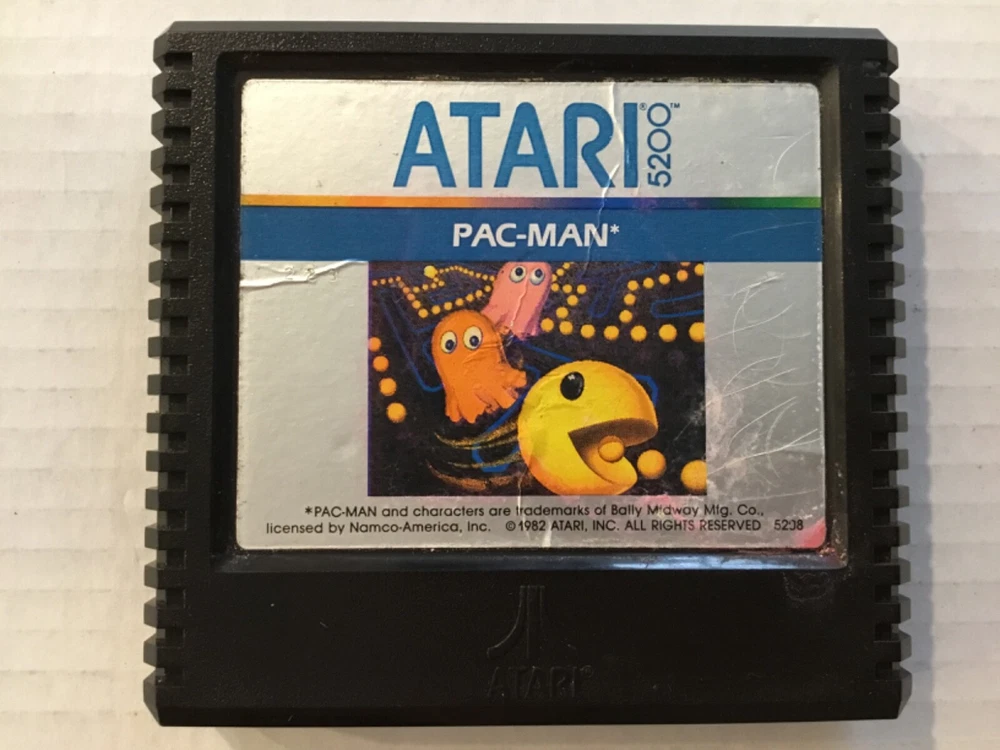 ATARI® 5200™
PAC-MAN*
*PAC-MAN and characters are trademarks of Bally Midway Mfg. Co.,
licensed by Namco-America, Inc. ©1982 ATARI, INC. ALL RIGHTS RESERVED 5208
ATARI®